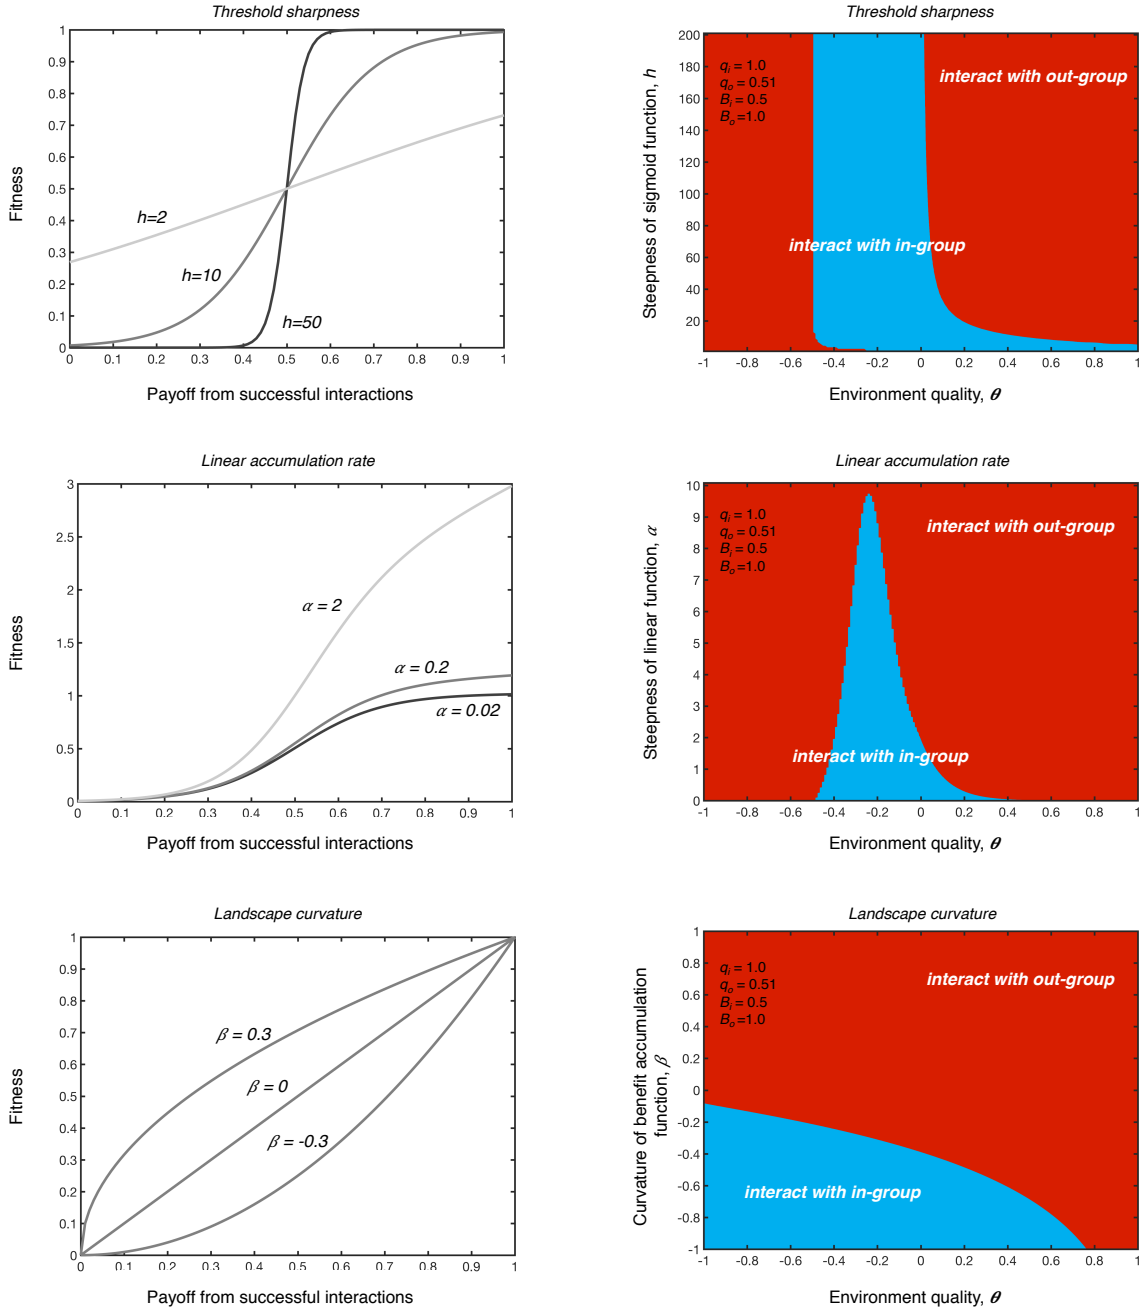 Threshold sharpness
1
0.9
0.8
0.7
0.6
0.5
0.4
0.3
0.2
0.1
0
0 0.1 0.2 0.3 0.4 0.5 0.6 0.7 0.8 0.9 1
Fitness
h=2
h=10
h=50
Payoff from successful interactions
Threshold sharpness
200
180
160
140
120
100
80
60
40
20
-1 -0.8 -0.6 -0.4 -0.2 0 0.2 0.4 0.6 0.8 1
Steepness of sigmoid function, h
q_i = 1.0
q_o = 0.51
B_i = 0.5
B_o =1.0
interact with out-group
interact with in-group
Environment quality, θ
Linear accumulation rate
3
2.5
2
1.5
1
0.5
0
0 0.1 0.2 0.3 0.4 0.5 0.6 0.7 0.8 0.9 1
Fitness
α = 2
α = 0.2
α = 0.02
Payoff from successful interactions
Linear accumulation rate
10
9
8
7
6
5
4
3
2
1
0
-1 -0.8 -0.6 -0.4 -0.2 0 0.2 0.4 0.6 0.8 1
Steepness of linear function, α
q_i = 1.0
q_o = 0.51
B_i = 0.5
B_o =1.0
interact with out-group
interact with in-group
Environment quality, θ
Landscape curvature
1
0.9
0.8
0.7
0.6
0.5
0.4
0.3
0.2
0.1
0
0 0.1 0.2 0.3 0.4 0.5 0.6 0.7 0.8 0.9 1
Fitness
β = 0.3
β = 0
β = -0.3
Payoff from successful interactions
Landscape curvature
1
0.8
0.6
0.4
0.2
0
-0.2
-0.4
-0.6
-0.8
-1
-1 -0.8 -0.6 -0.4 -0.2 0 0.2 0.4 0.6 0.8 1
Curvature of benefit accumulation
function, β
q_i = 1.0
q_o = 0.51
B_i = 0.5
B_o =1.0
interact with out-group
interact with in-group
Environment quality, θ